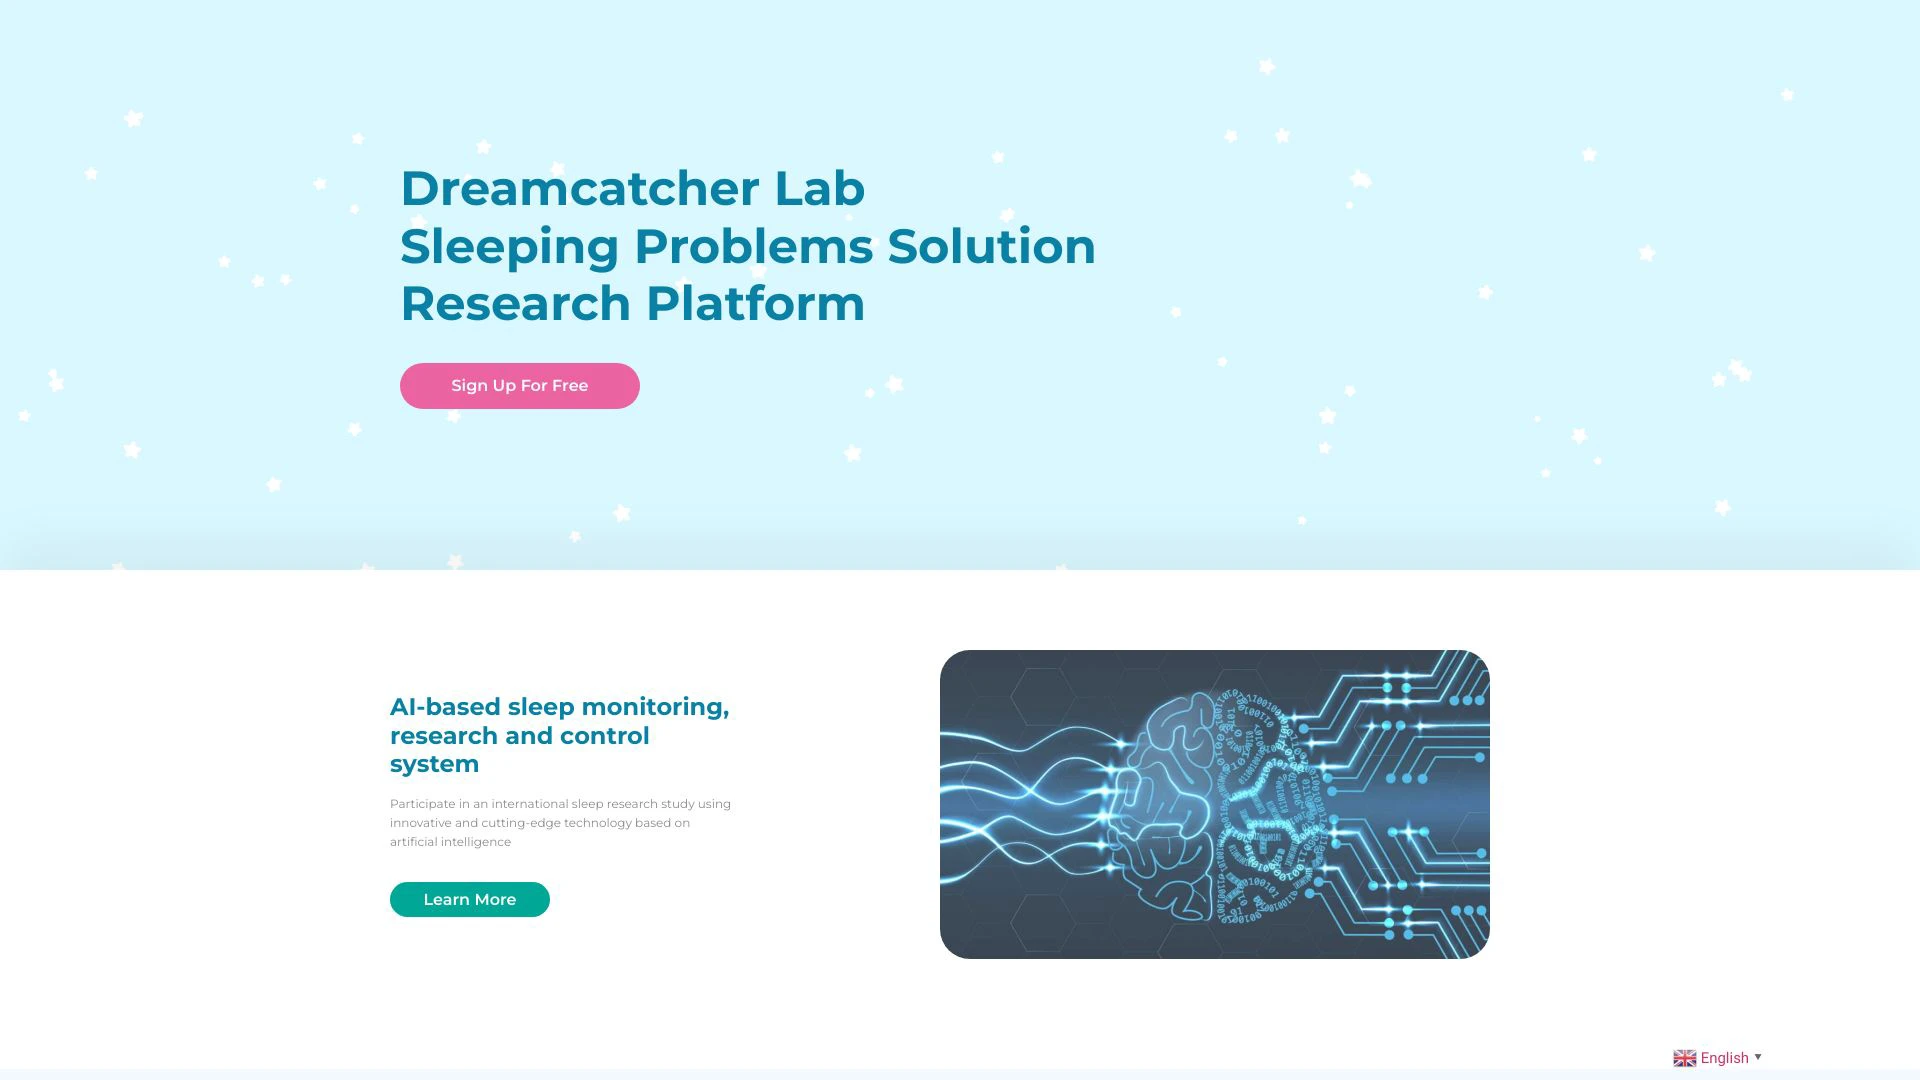 Dreamcatcher Lab
Sleeping Problems Solution
Research Platform
Sign Up For Free
AI-based sleep monitoring,
research and control
system
Participate in an international sleep research study using
innovative and cutting-edge technology based on
artificial intelligence
Learn More
English ▼